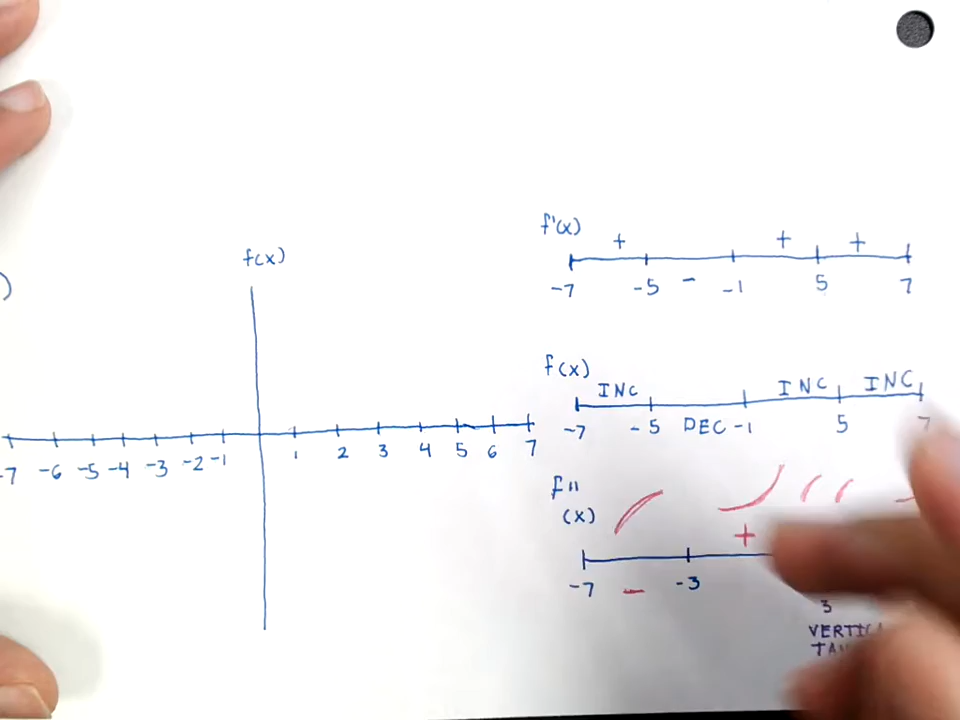 )
f(x)
-7 -6 -5 -4 -3 -2 -1 1 2 3 4 5 6 7
f'(x)
+ + +
-7 -5 - -1 5 7
f(x)
INC INC INC
-7 -5 DEC -1 5 7
f"
(x)
+
-7 - -3
3